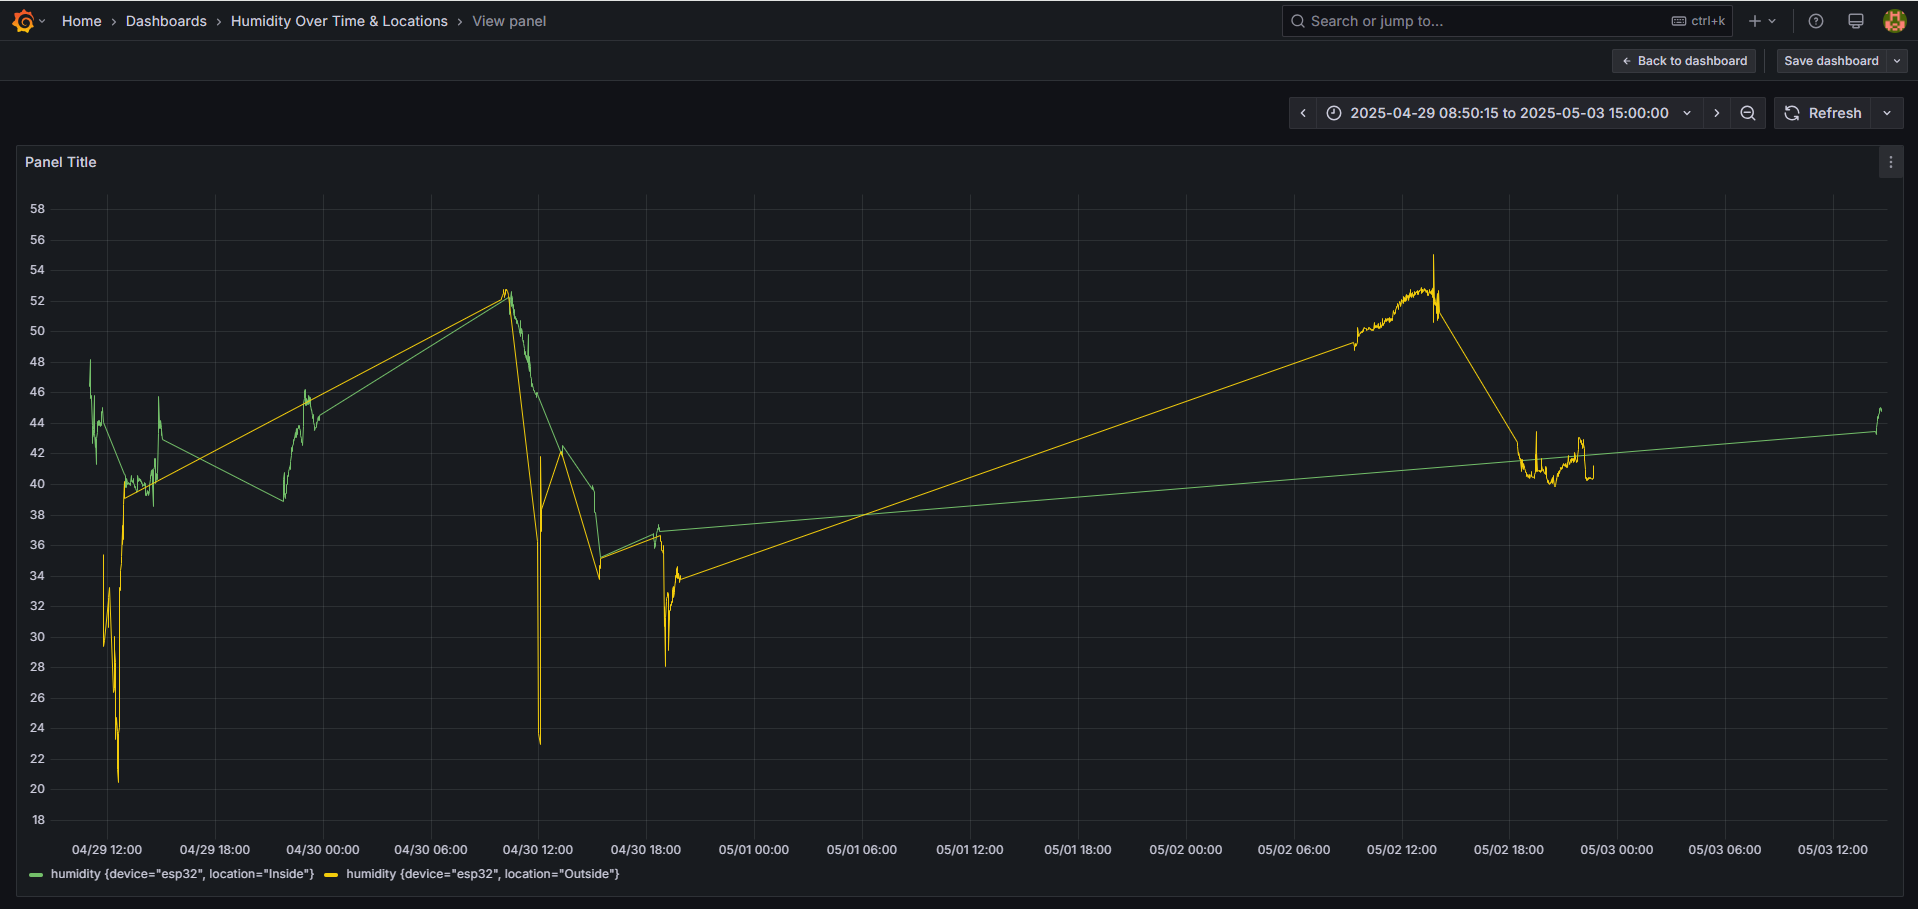 Home › Dashboards › Humidity Over Time & Locations › View panel
Search or jump to...
ctrl+k
← Back to dashboard
Save dashboard
2025-04-29 08:50:15 to 2025-05-03 15:00:00
Refresh
Panel Title
58
56
54
52
50
48
46
44
42
40
38
36
34
32
30
28
26
24
22
20
18
04/29 12:00 04/29 18:00 04/30 00:00 04/30 06:00 04/30 12:00 04/30 18:00 05/01 00:00 05/01 06:00 05/01 12:00 05/01 18:00 05/02 00:00 05/02 06:00 05/02 12:00 05/02 18:00 05/03 00:00 05/03 06:00 05/03 12:00
humidity {device="esp32", location="Inside"} humidity {device="esp32", location="Outside"}